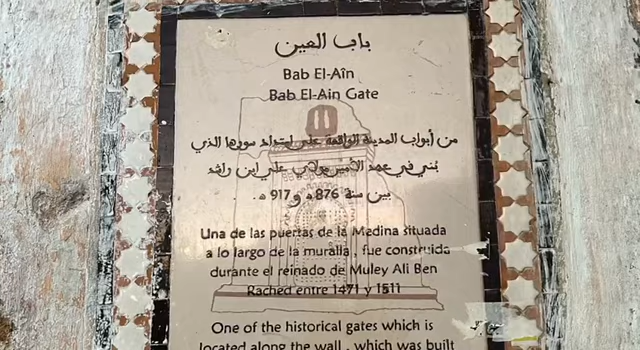 باب العين
Bab El-Aîn
Bab El-Ain Gate
من أبواب المدينة الواقعة على امتداد سورها الذي
بُني في عهد الأمير مولاي علي ابن راشد
بين سنة 876 ه و 917 ه.
Una de las puertas de la Medina situada
a lo largo de la muralla , fue construida
durante el reinado de Muley Ali Ben
Rached entre 1471 y 1511
One of the historical gates which is
located along the wall , which was built